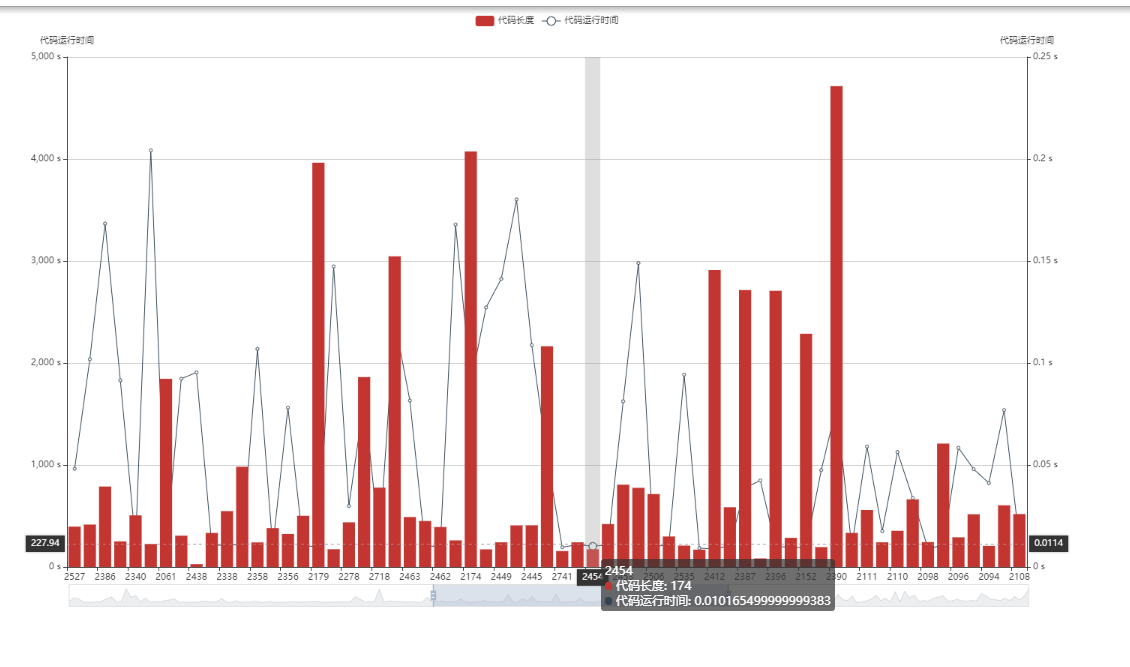 代码长度 代码运行时间
代码运行时间 代码运行时间
5,000 s 0.25 s
4,000 s 0.2 s
3,000 s 0.15 s
2,000 s 0.1 s
1,000 s 0.05 s
227.94 0.0114
0 s 0 s
2527 2386 2340 2061 2438 2338 2358 2356 2179 2278 2718 2463 2462 2174 2449 2445 2741 2454 2506 2535 2412 2387 2396 2152 2390 2111 2110 2098 2096 2094 2108
2454
代码长度: 174
代码运行时间: 0.010165499999999383